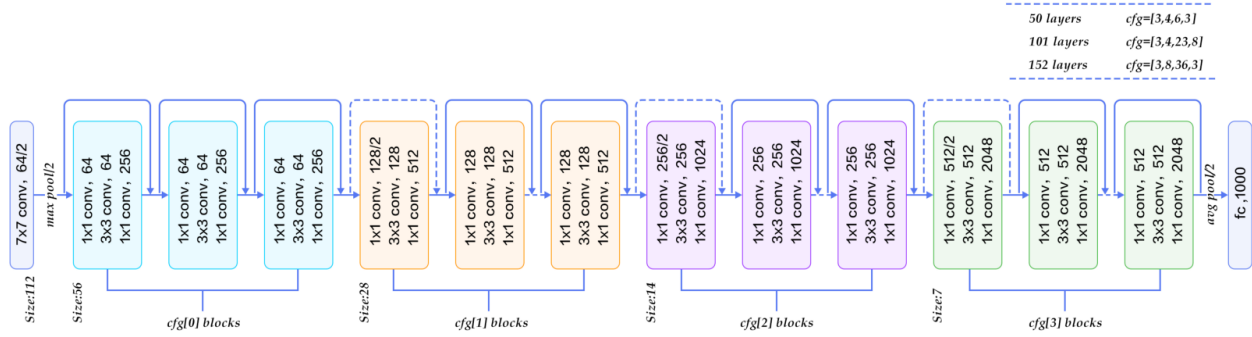 50 layers cfg=[3,4,6,3]
101 layers cfg=[3,4,23,8]
152 layers cfg=[3,8,36,3]
7x7 conv, 64/2
max pool/2
1x1 conv, 64
3x3 conv, 64
1x1 conv, 256
1x1 conv, 64
3x3 conv, 64
1x1 conv, 256
1x1 conv, 64
3x3 conv, 64
1x1 conv, 256
1x1 conv, 128/2
3x3 conv, 128
1x1 conv, 512
1x1 conv, 128
3x3 conv, 128
1x1 conv, 512
1x1 conv, 128
3x3 conv, 128
1x1 conv, 512
1x1 conv, 256/2
3x3 conv, 256
1x1 conv, 1024
1x1 conv, 256
3x3 conv, 256
1x1 conv, 1024
1x1 conv, 256
3x3 conv, 256
1x1 conv, 1024
1x1 conv, 512/2
3x3 conv, 512
1x1 conv, 2048
1x1 conv, 512
3x3 conv, 512
1x1 conv, 2048
1x1 conv, 512
3x3 conv, 512
1x1 conv, 2048
avg pool/2
fc ,1000
Size:112
Size:56
Size:28
Size:14
Size:7
cfg[0] blocks
cfg[1] blocks
cfg[2] blocks
cfg[3] blocks